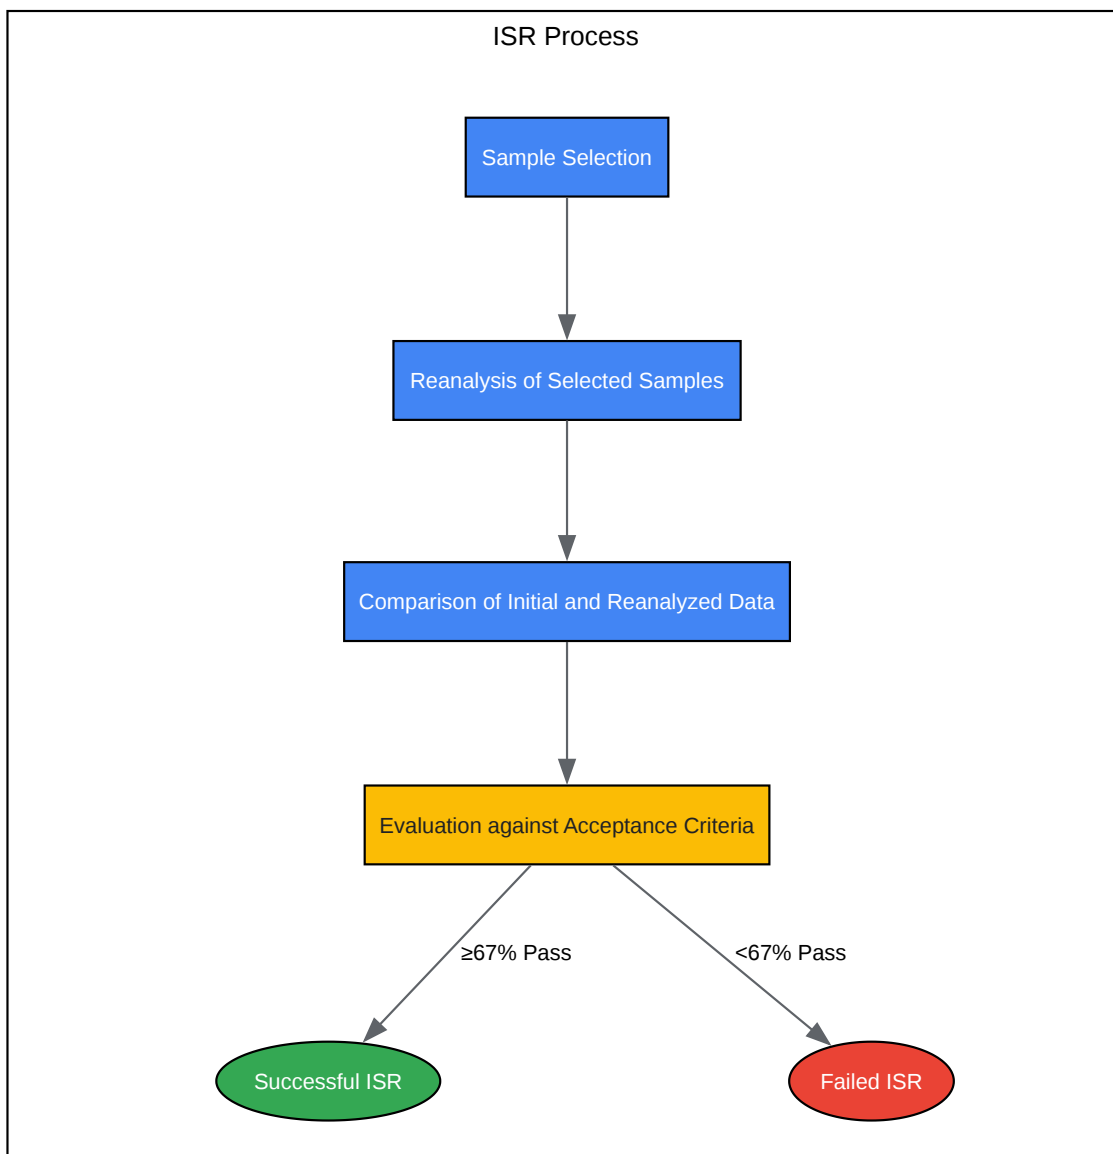 ISR Process
Sample Selection
Reanalysis of Selected Samples
Comparison of Initial and Reanalyzed Data
Evaluation against Acceptance Criteria
≥67% Pass
<67% Pass
Successful ISR
Failed ISR